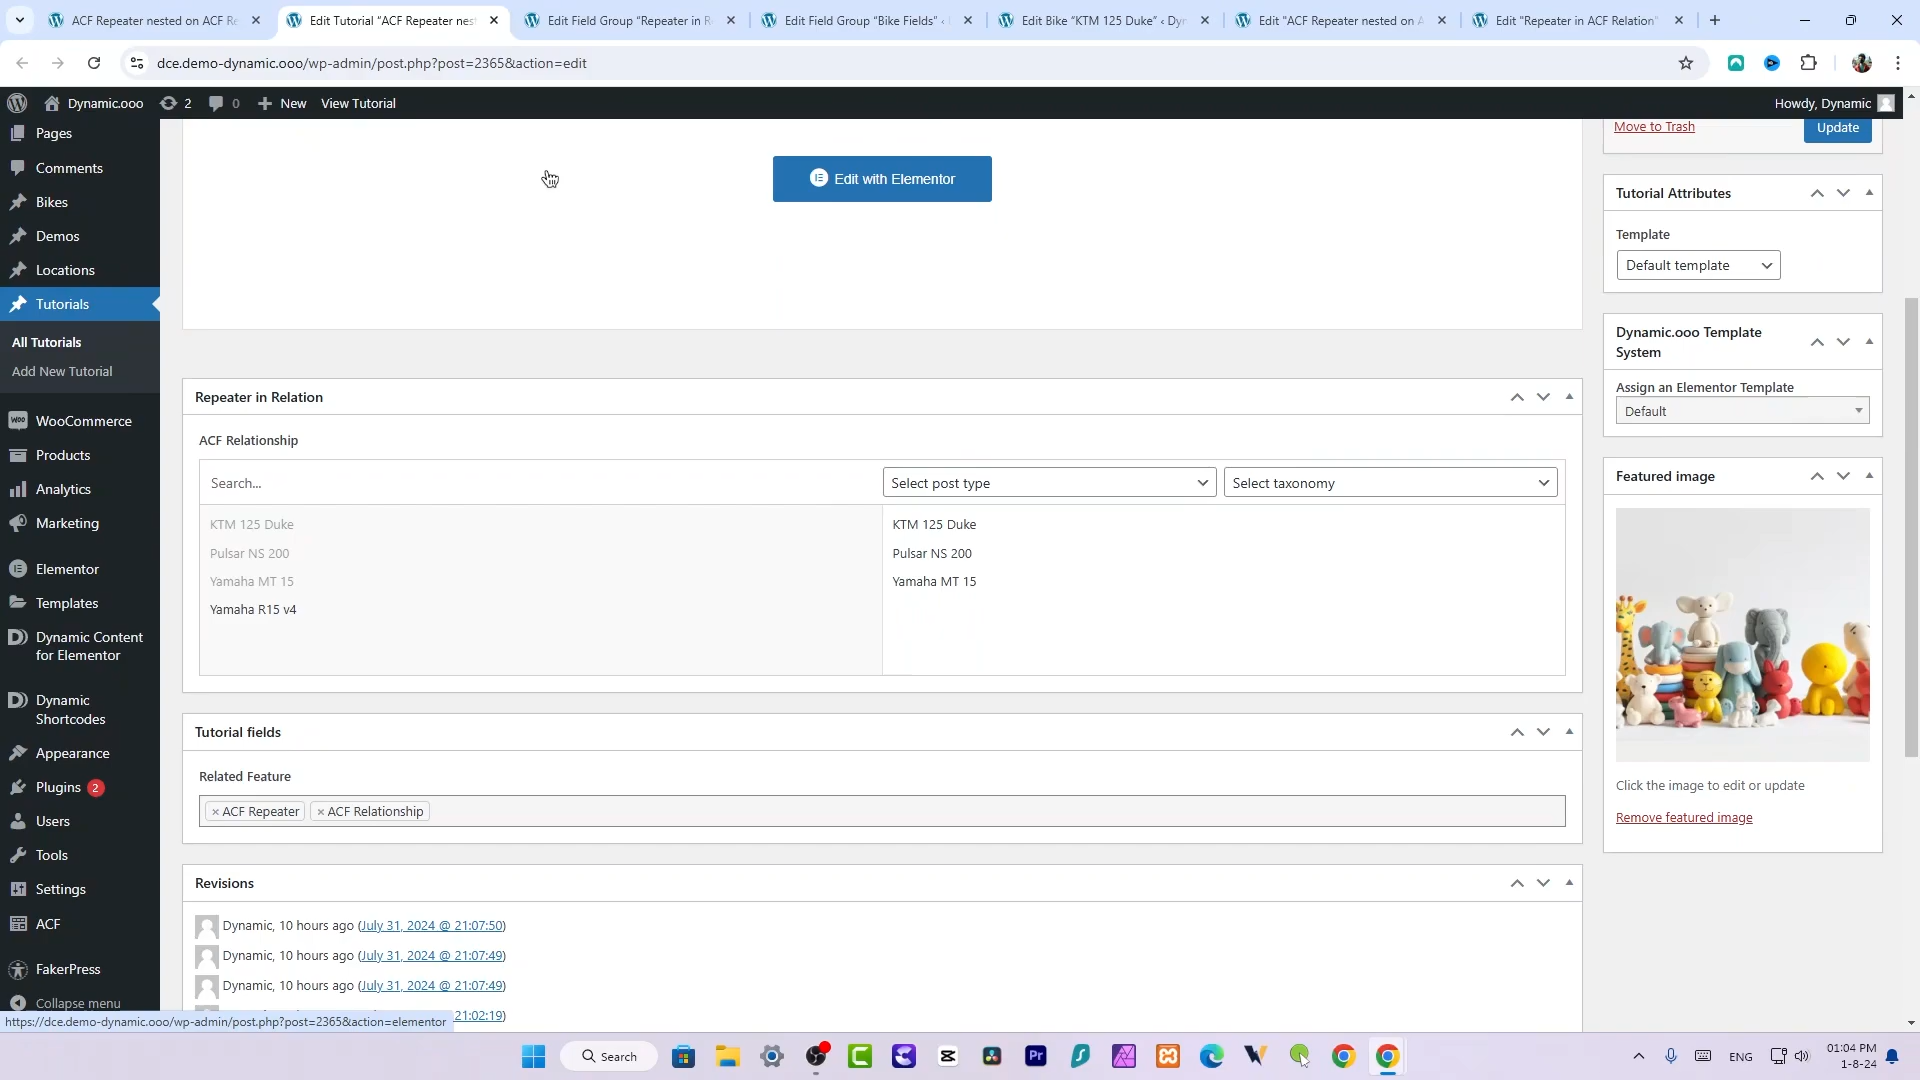 ACF Repeater nested on ACF Re
Edit Tutorial "ACF Repeater nest
Edit Field Group "Repeater in R
Edit Field Group "Bike Fields" ‹
Edit Bike "KTM 125 Duke" ‹ Dyn
Edit "ACF Repeater nested on A
Edit "Repeater in ACF Relation"
dce.demo-dynamic.ooo/wp-admin/post.php?post=2365&action=edit
Dynamic.ooo
2
0
New
View Tutorial
Howdy, Dynamic
Pages
Comments
Bikes
Demos
Locations
Tutorials
All Tutorials
Add New Tutorial
WooCommerce
Products
Analytics
Marketing
Elementor
Templates
Dynamic Content
for Elementor
Dynamic
Shortcodes
Appearance
Plugins 2
Users
Tools
Settings
ACF
FakerPress
Collapse menu
Edit with Elementor
Repeater in Relation
ACF Relationship
Search...
Select post type
Select taxonomy
KTM 125 Duke
Pulsar NS 200
Yamaha MT 15
Yamaha R15 v4
KTM 125 Duke
Pulsar NS 200
Yamaha MT 15
Tutorial fields
Related Feature
× ACF Repeater
× ACF Relationship
Revisions
Dynamic, 10 hours ago (July 31, 2024 @ 21:07:50)
Dynamic, 10 hours ago (July 31, 2024 @ 21:07:49)
Dynamic, 10 hours ago (July 31, 2024 @ 21:07:49)
21:02:19)
Move to Trash
Update
Tutorial Attributes
Template
Default template
Dynamic.ooo Template
System
Assign an Elementor Template
Default
Featured image
Click the image to edit or update
Remove featured image
https://dce.demo-dynamic.ooo/wp-admin/post.php?post=2365&action=elementor
Search
Pr
ENG
01:04 PM
1-8-24